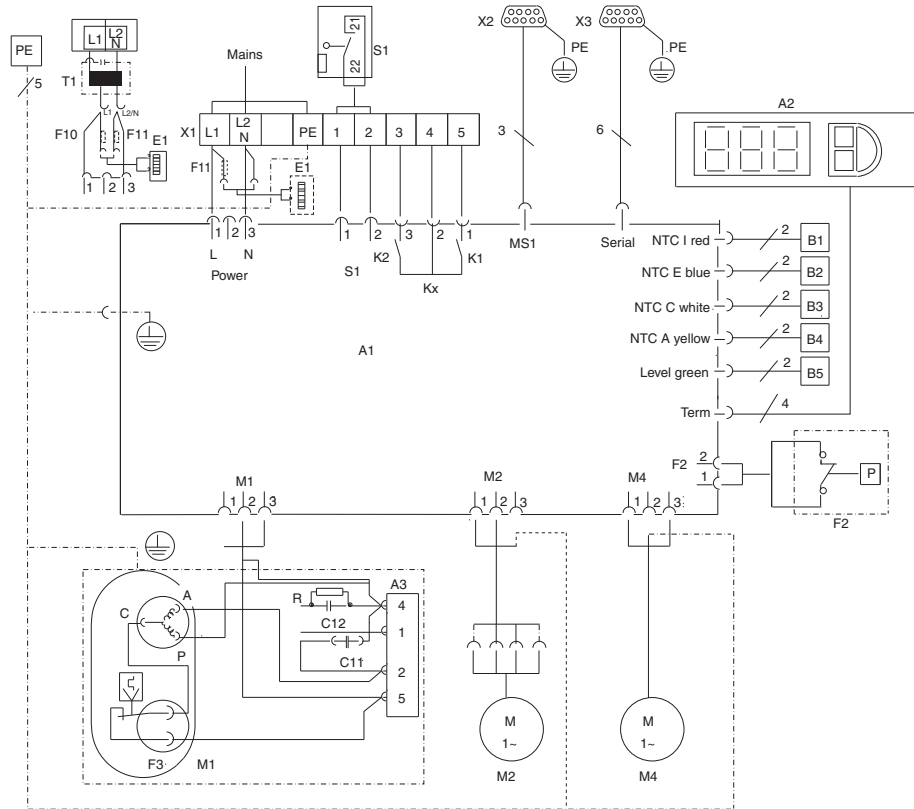 X2 X3
L1 L2
N
PE
Mains
21
S1
22
PE PE
5
T1
A2
L1 L2/N
F10 F11 E1
X1 L1 L2
N PE 1 2 3 4 5
3 6
F11 E1
1 2 3
1 2 3 1 2 3 2 1
L N S1 K2 K1 MS1 Serial
Power Kx
NTC I red 2 B1
NTC E blue 2 B2
NTC C white 2 B3
NTC A yellow 2 B4
Level green 2 B5
A1
Term 4
F2 2
1
P
F2
M1 M2 M4
1 2 3 1 2 3 1 2 3
A3
A R 4
C C12 1
P C11 2
5
M M
1~ 1~
F3 M1 M2 M4